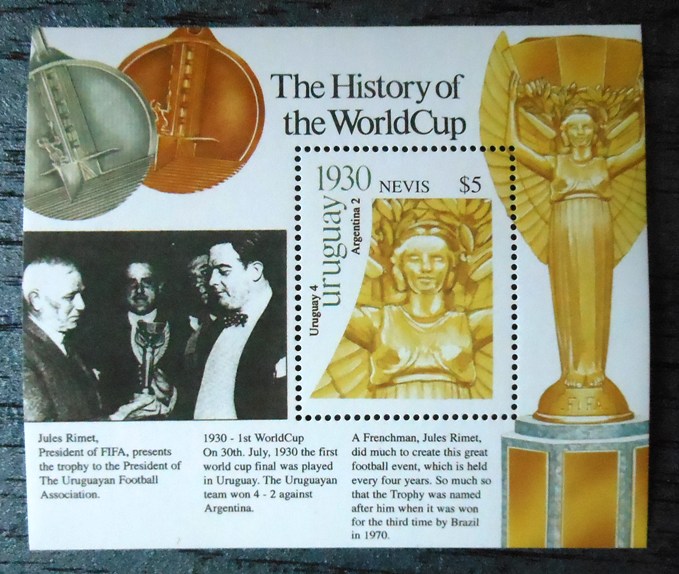 The History of
the WorldCup
1930 NEVIS $5
uruguay
Argentina 2
Uruguay 4
FIFA
Jules Rimet,
President of FIFA, presents
the trophy to the President of
The Uruguayan Football
Association.
1930 - 1st WorldCup
On 30th. July, 1930 the first
world cup final was played
in Uruguay. The Uruguayan
team won 4 - 2 against
Argentina.
A Frenchman, Jules Rimet,
did much to create this great
football event, which is held
every four years. So much so
that the Trophy was named
after him when it was won
for the third time by Brazil
in 1970.